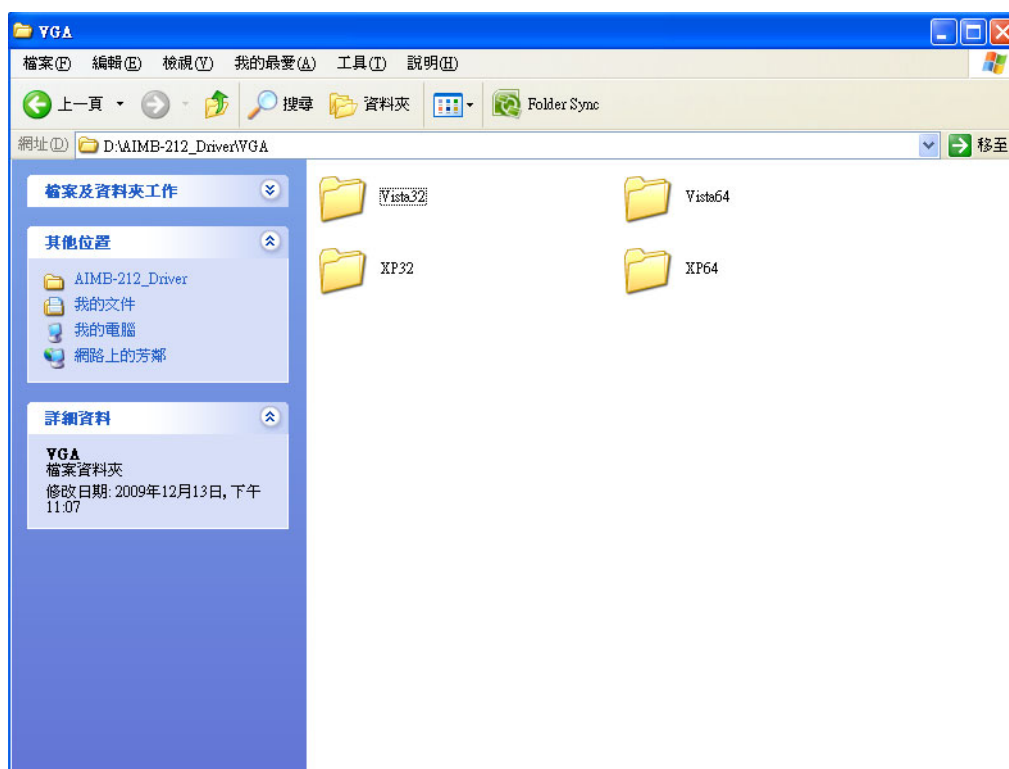 VGA
檔案(F) 編輯(E) 檢視(V) 我的最愛(A) 工具(T) 說明(H)
上一頁 搜尋 資料夾 Folder Sync
網址(D) D:\AIMB-212_Driver\VGA 移至
檔案及資料夾工作
其他位置
AIMB-212_Driver
我的文件
我的電腦
網路上的芳鄰
詳細資料
VGA
檔案資料夾
修改日期: 2009年12月13日, 下午
11:07
Vista32 Vista64
XP32 XP64